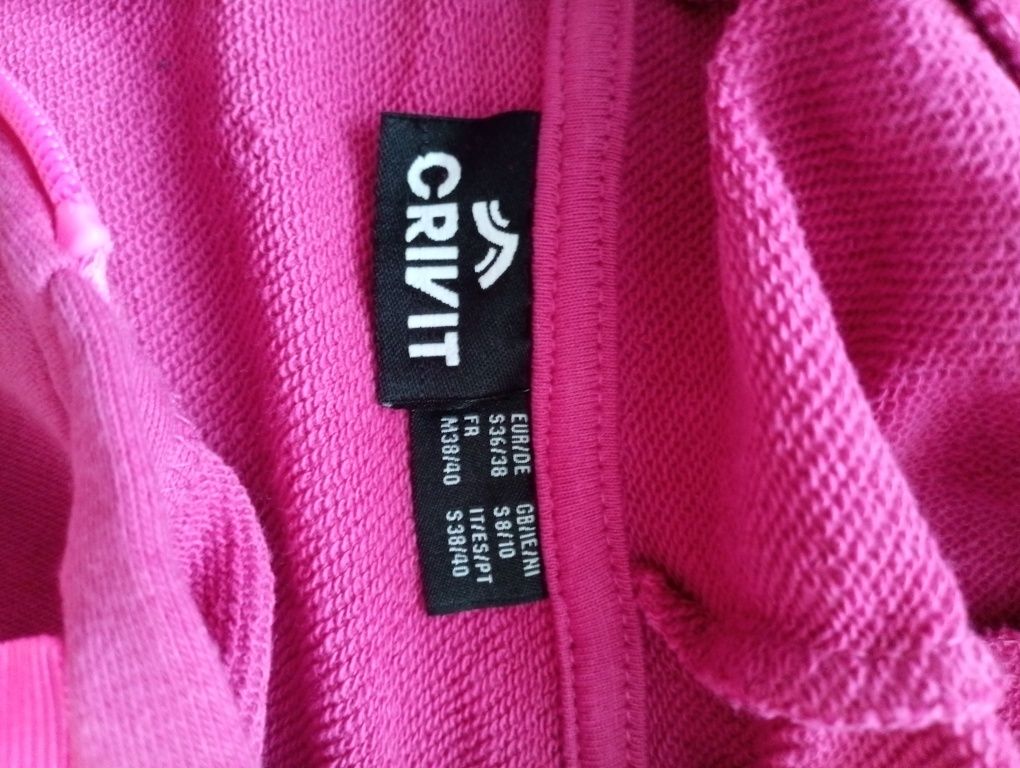 CRIVIT
EUR/DE GB/IE/NI
S36/38 S8/10
FR IT/ES/PT
M38/40 S38/40